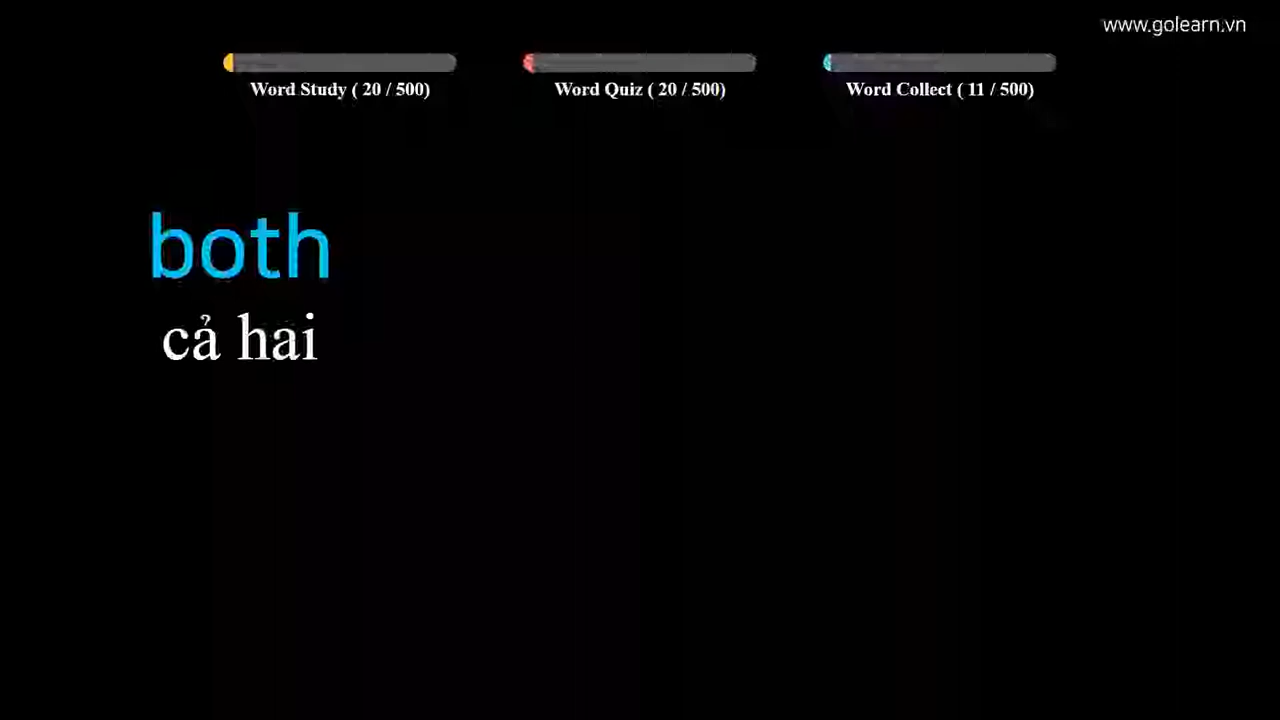 www.golearn.vn
Word Study ( 20 / 500)
Word Quiz ( 20 / 500)
Word Collect ( 11 / 500)
both
cả hai